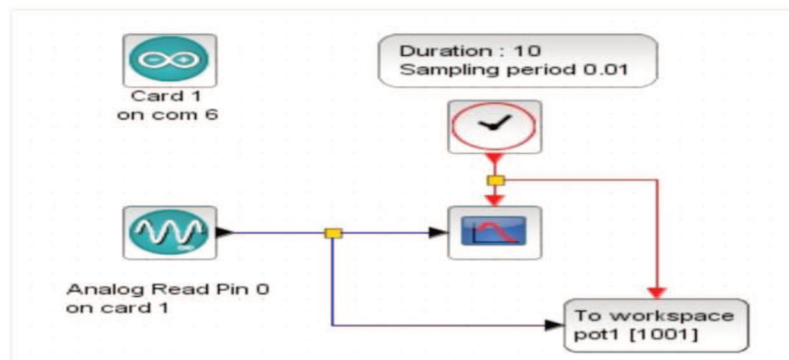 Duration : 10
Sampling period 0.01
Card 1
on com 6
Analog Read Pin 0
on card 1
To workspace
pot1 [1001]